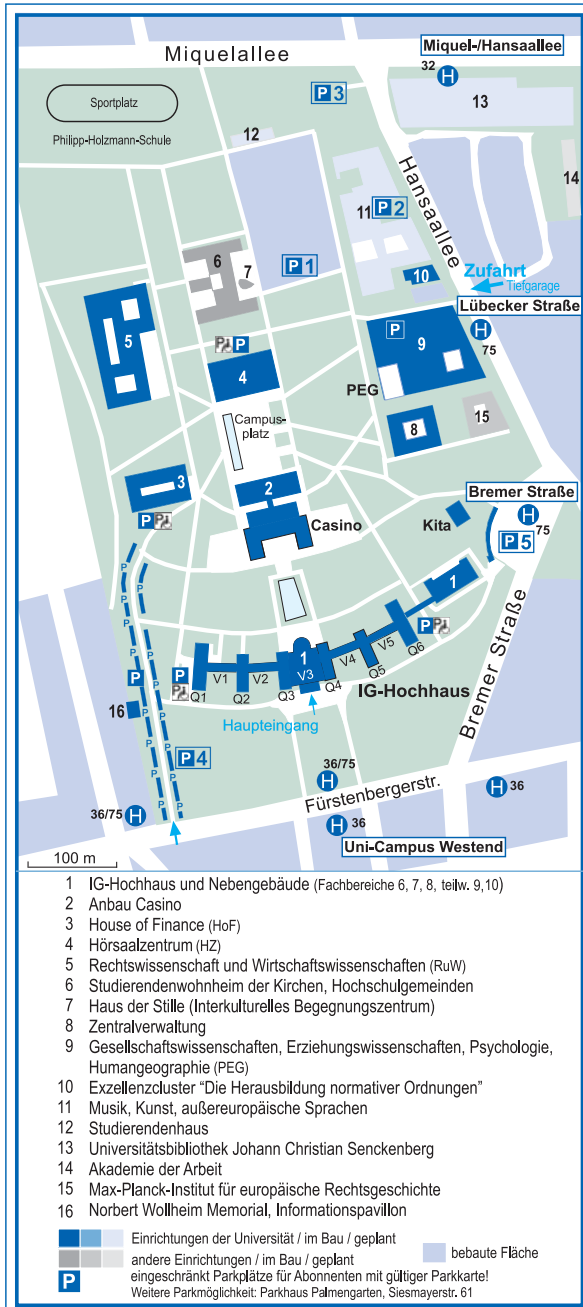 Miquelallee
Miquel-/Hansaallee
32
H
Sportplatz
P 3
13
Philipp-Holzmann-Schule
12
14
Hansaallee
11
P 2
6
7
P 1
10
Zufahrt
Tiefgarage
Lübecker Straße
5
P
9
H
75
P
4
PEG
8
15
Campus-
platz
3
2
Bremer Straße
P
Casino
Kita
H
75
P 5
1
P
P
P
1
V3
V1
V2
V4
V5
Q1
Q2
Q3
Q4
Q5
Q6
P
IG-Hochhaus
16
Haupteingang
Bremer Straße
P 4
36/75
H
Fürstenbergerstr.
H
36
36/75
H
H
36
Uni-Campus Westend
100 m
1 IG-Hochhaus und Nebengebäude (Fachbereiche 6, 7, 8, teilw. 9,10)
2 Anbau Casino
3 House of Finance (HoF)
4 Hörsaalzentrum (HZ)
5 Rechtswissenschaft und Wirtschaftswissenschaften (RuW)
6 Studierendenwohnheim der Kirchen, Hochschulgemeinden
7 Haus der Stille (Interkulturelles Begegnungszentrum)
8 Zentralverwaltung
9 Gesellschaftswissenschaften, Erziehungswissenschaften, Psychologie,
Humangeographie (PEG)
10 Exzellenzcluster “Die Herausbildung normativer Ordnungen”
11 Musik, Kunst, außereuropäische Sprachen
12 Studierendenhaus
13 Universitätsbibliothek Johann Christian Senckenberg
14 Akademie der Arbeit
15 Max-Planck-Institut für europäische Rechtsgeschichte
16 Norbert Wollheim Memorial, Informationspavillon
Einrichtungen der Universität / im Bau / geplant
andere Einrichtungen / im Bau / geplant
bebaute Fläche
P eingeschränkt Parkplätze für Abonnenten mit gültiger Parkkarte!
Weitere Parkmöglichkeit: Parkhaus Palmengarten, Siesmayerstr. 61